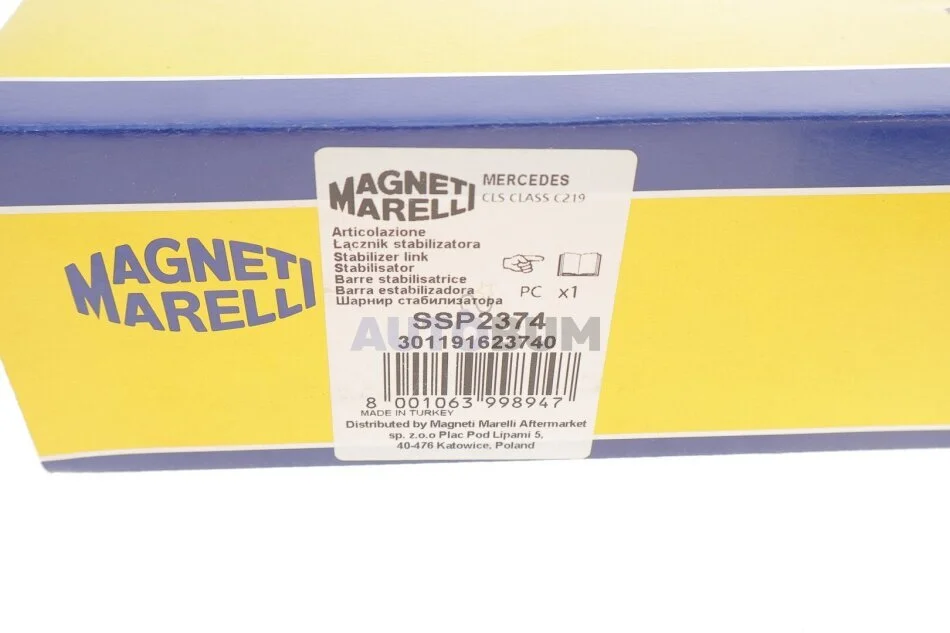 MAGNETI
MARELLI
MAGNETI
MARELLI
MERCEDES
CLS CLASS C219
Articolazione
Łącznik stabilizatora
Stabilizer link
Stabilisator
Barre stabilisatrice
Barra estabilizadora
Шарнир стабилизатора
PC x1
SSP2374
AUTORUM
301191623740
8 001063 998947
MADE IN TURKEY
Distributed by Magneti Marelli Aftermarket
sp. z.o.o Plac Pod Lipami 5,
40-476 Katowice, Poland